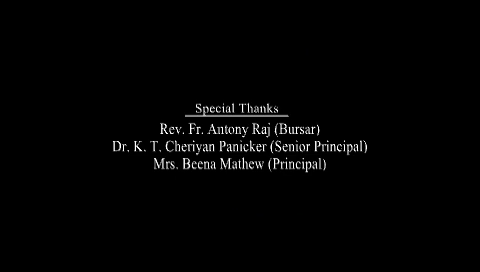 Special Thanks
Rev. Fr. Antony Raj (Bursar)
Dr. K. T. Cheriyan Panicker (Senior Principal)
Mrs. Beena Mathew (Principal)